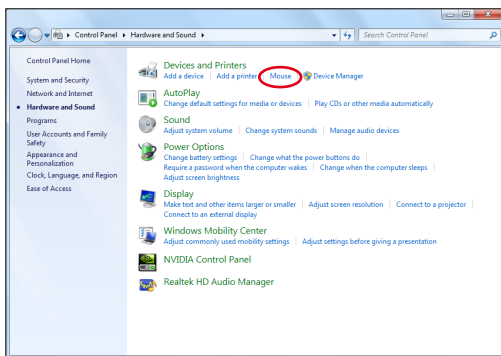 Control Panel ▸ Hardware and Sound ▸
Search Control Panel
Control Panel Home
System and Security
Network and Internet
Hardware and Sound
Programs
User Accounts and Family
Safety
Appearance and
Personalization
Clock, Language, and Region
Ease of Access
Devices and Printers
Add a device | Add a printer | Mouse | Device Manager
AutoPlay
Change default settings for media or devices | Play CDs or other media automatically
Sound
Adjust system volume | Change system sounds | Manage audio devices
Power Options
Change battery settings | Change what the power buttons do |
Require a password when the computer wakes | Change when the computer sleeps |
Adjust screen brightness
Display
Make text and other items larger or smaller | Adjust screen resolution | Connect to a projector |
Connect to an external display
Windows Mobility Center
Adjust commonly used mobility settings | Adjust settings before giving a presentation
NVIDIA Control Panel
Realtek HD Audio Manager